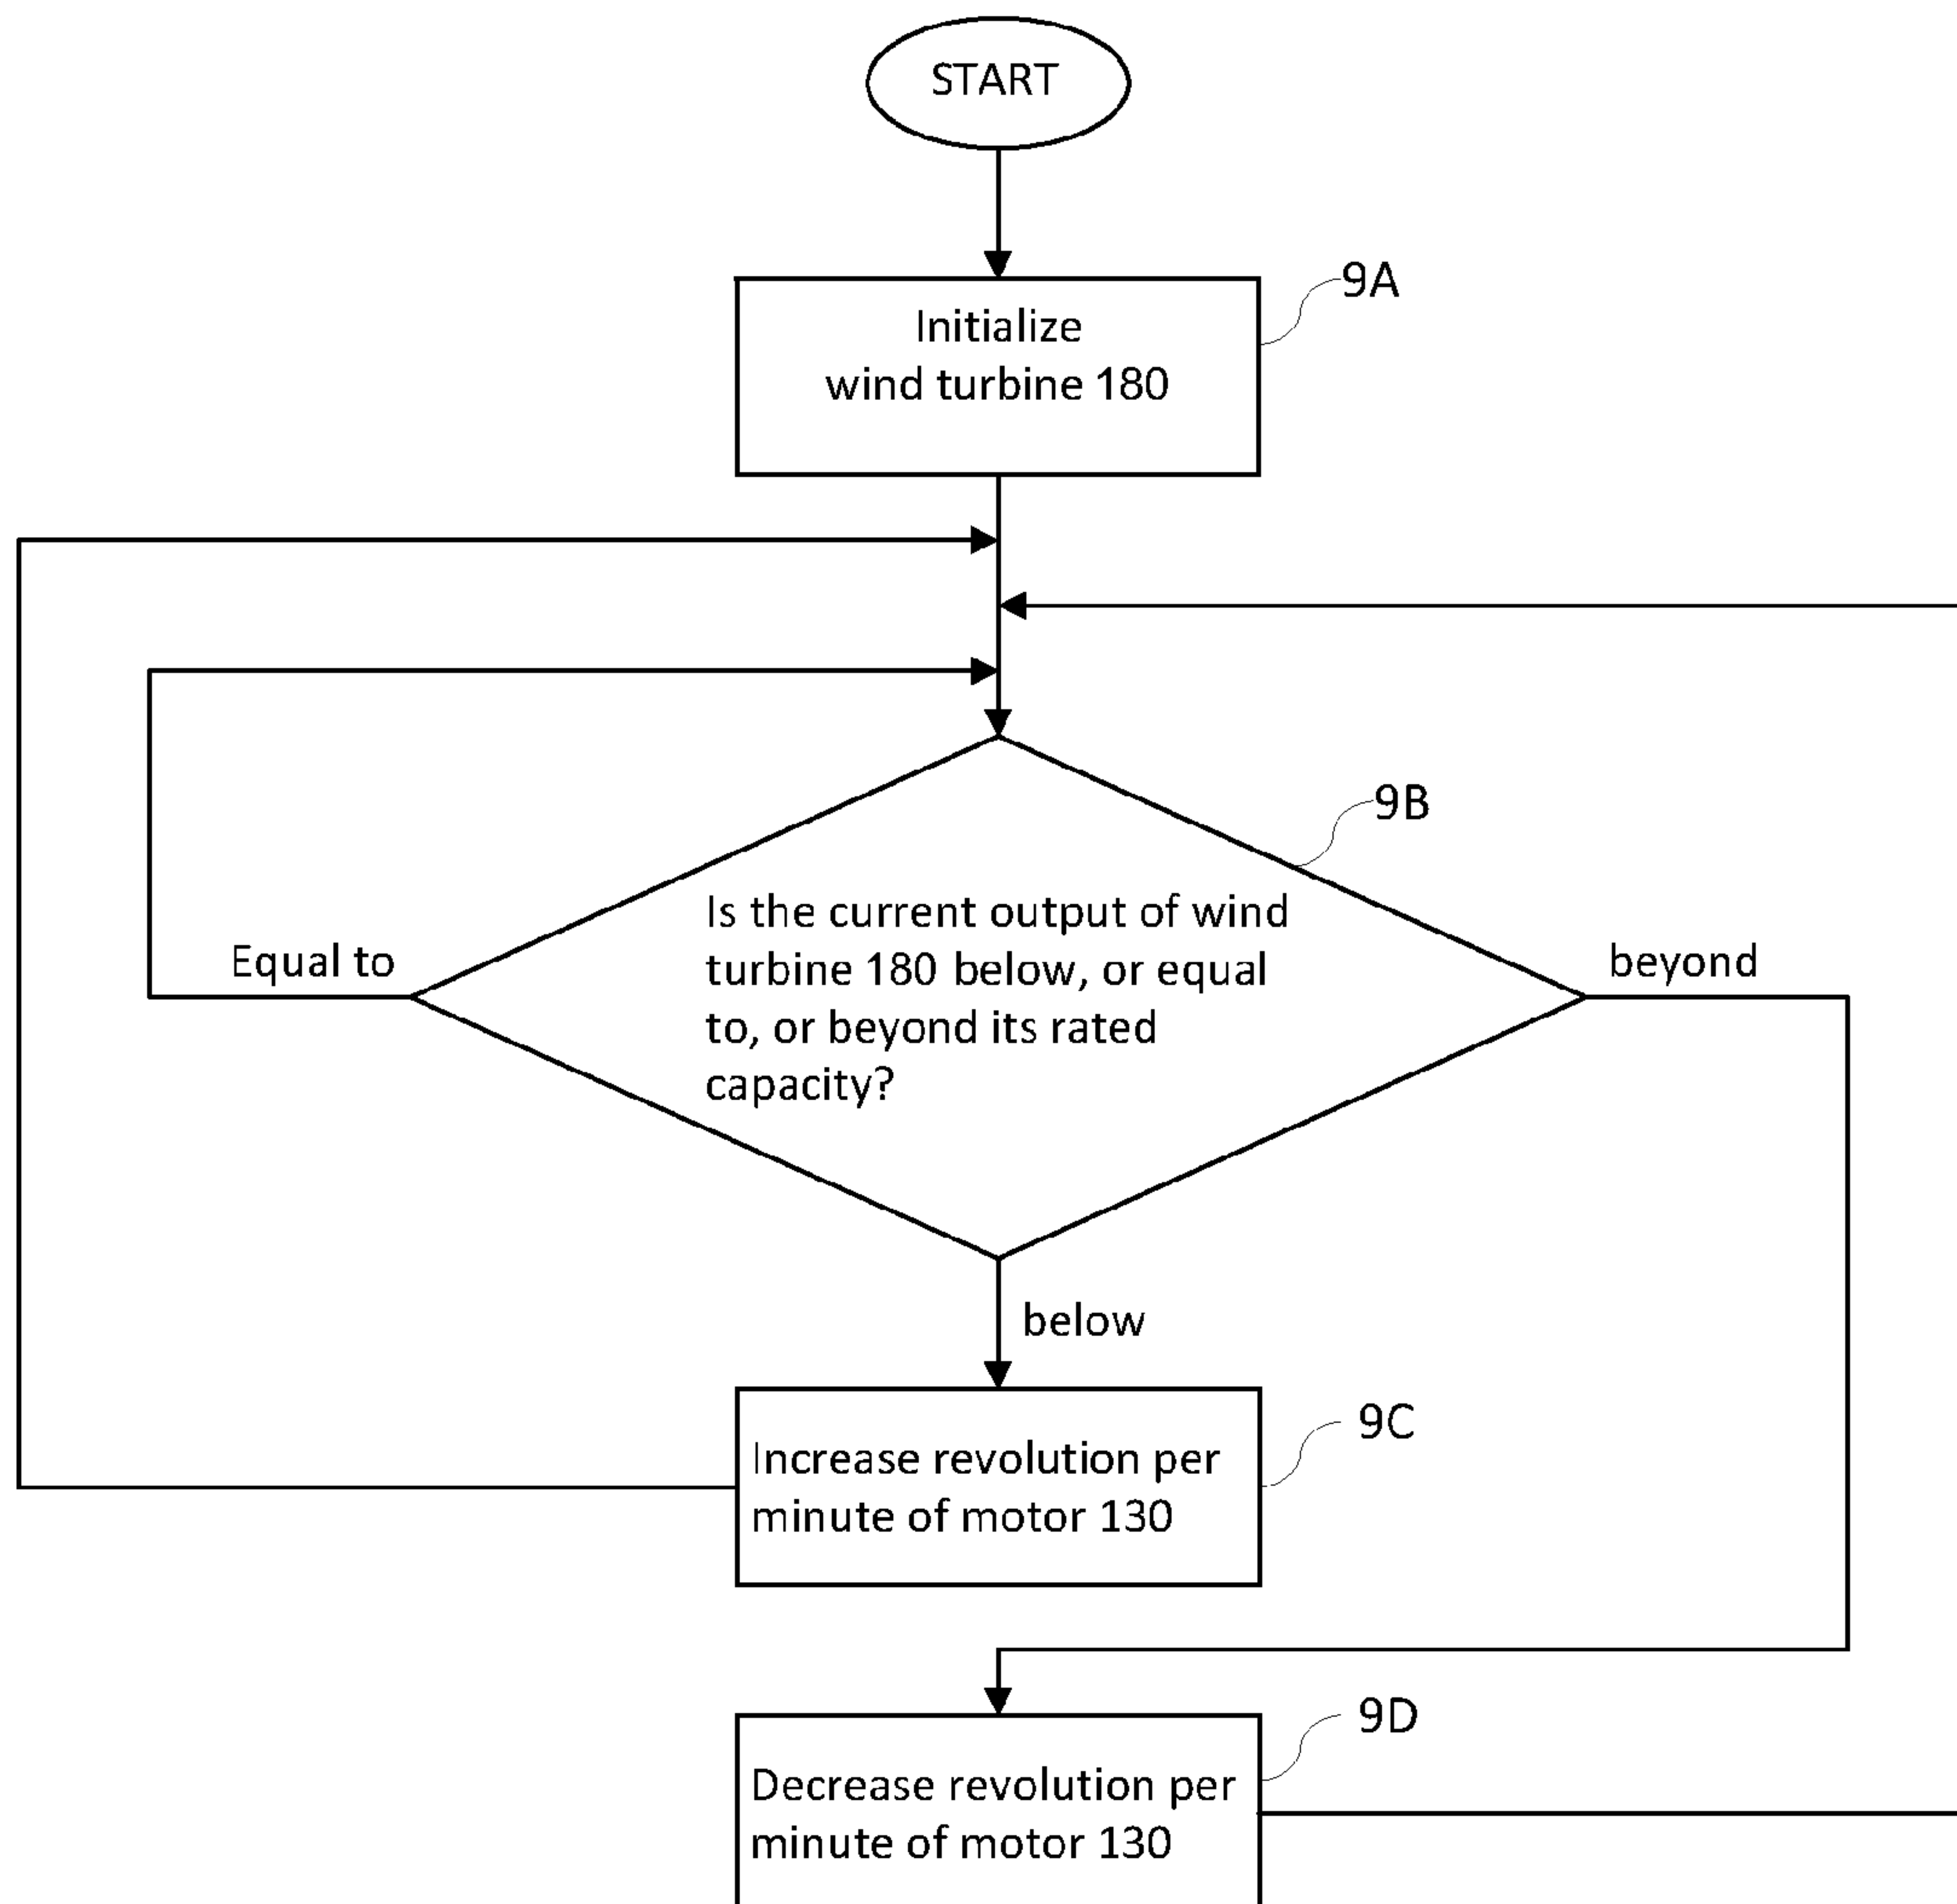 START
9A
Initialize
wind turbine 180
9B
Is the current output of wind
turbine 180 below, or equal
to, or beyond its rated
capacity?
Equal to
beyond
below
9C
Increase revolution per
minute of motor 130
9D
Decrease revolution per
minute of motor 130